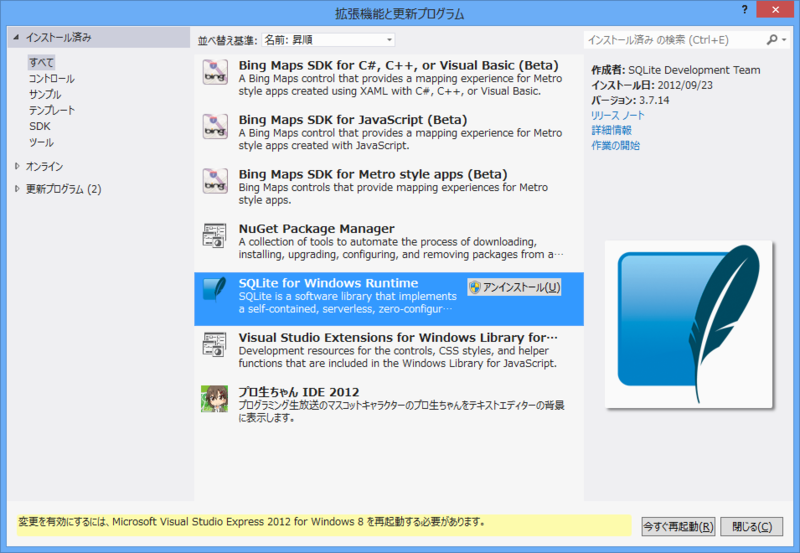 拡張機能と更新プログラム
?
インストール済み
すべて
コントロール
サンプル
テンプレート
SDK
ツール
オンライン
更新プログラム (2)
並べ替え基準: 名前: 昇順
Bing Maps SDK for C#, C++, or Visual Basic (Beta)
A Bing Maps control that provides a mapping experience for Metro
style apps created using XAML with C#, C++, or Visual Basic.
Bing Maps SDK for JavaScript (Beta)
A Bing Maps control that provides a mapping experience for Metro
style apps created with JavaScript.
Bing Maps SDK for Metro style apps (Beta)
Bing Maps controls that provide mapping experiences for Metro
style apps.
NuGet Package Manager
A collection of tools to automate the process of downloading,
installing, upgrading, configuring, and removing packages from a…
SQLite for Windows Runtime
アンインストール(U)
SQLite is a software library that implements
a self-contained, serverless, zero-configur…
Visual Studio Extensions for Windows Library for…
Development resources for the controls, CSS styles, and helper
functions that are included in the Windows Library for JavaScript.
プロ生ちゃん IDE 2012
プログラミング生放送のマスコットキャラクターのプロ生ちゃんをテキストエディターの背景
に表示します。
インストール済み の検索 (Ctrl+E)
作成者: SQLite Development Team
インストール日: 2012/09/23
バージョン: 3.7.14
リリース ノート
詳細情報
作業の開始
変更を有効にするには、Microsoft Visual Studio Express 2012 for Windows 8 を再起動する必要があります。
今すぐ再起動(R)
閉じる(C)